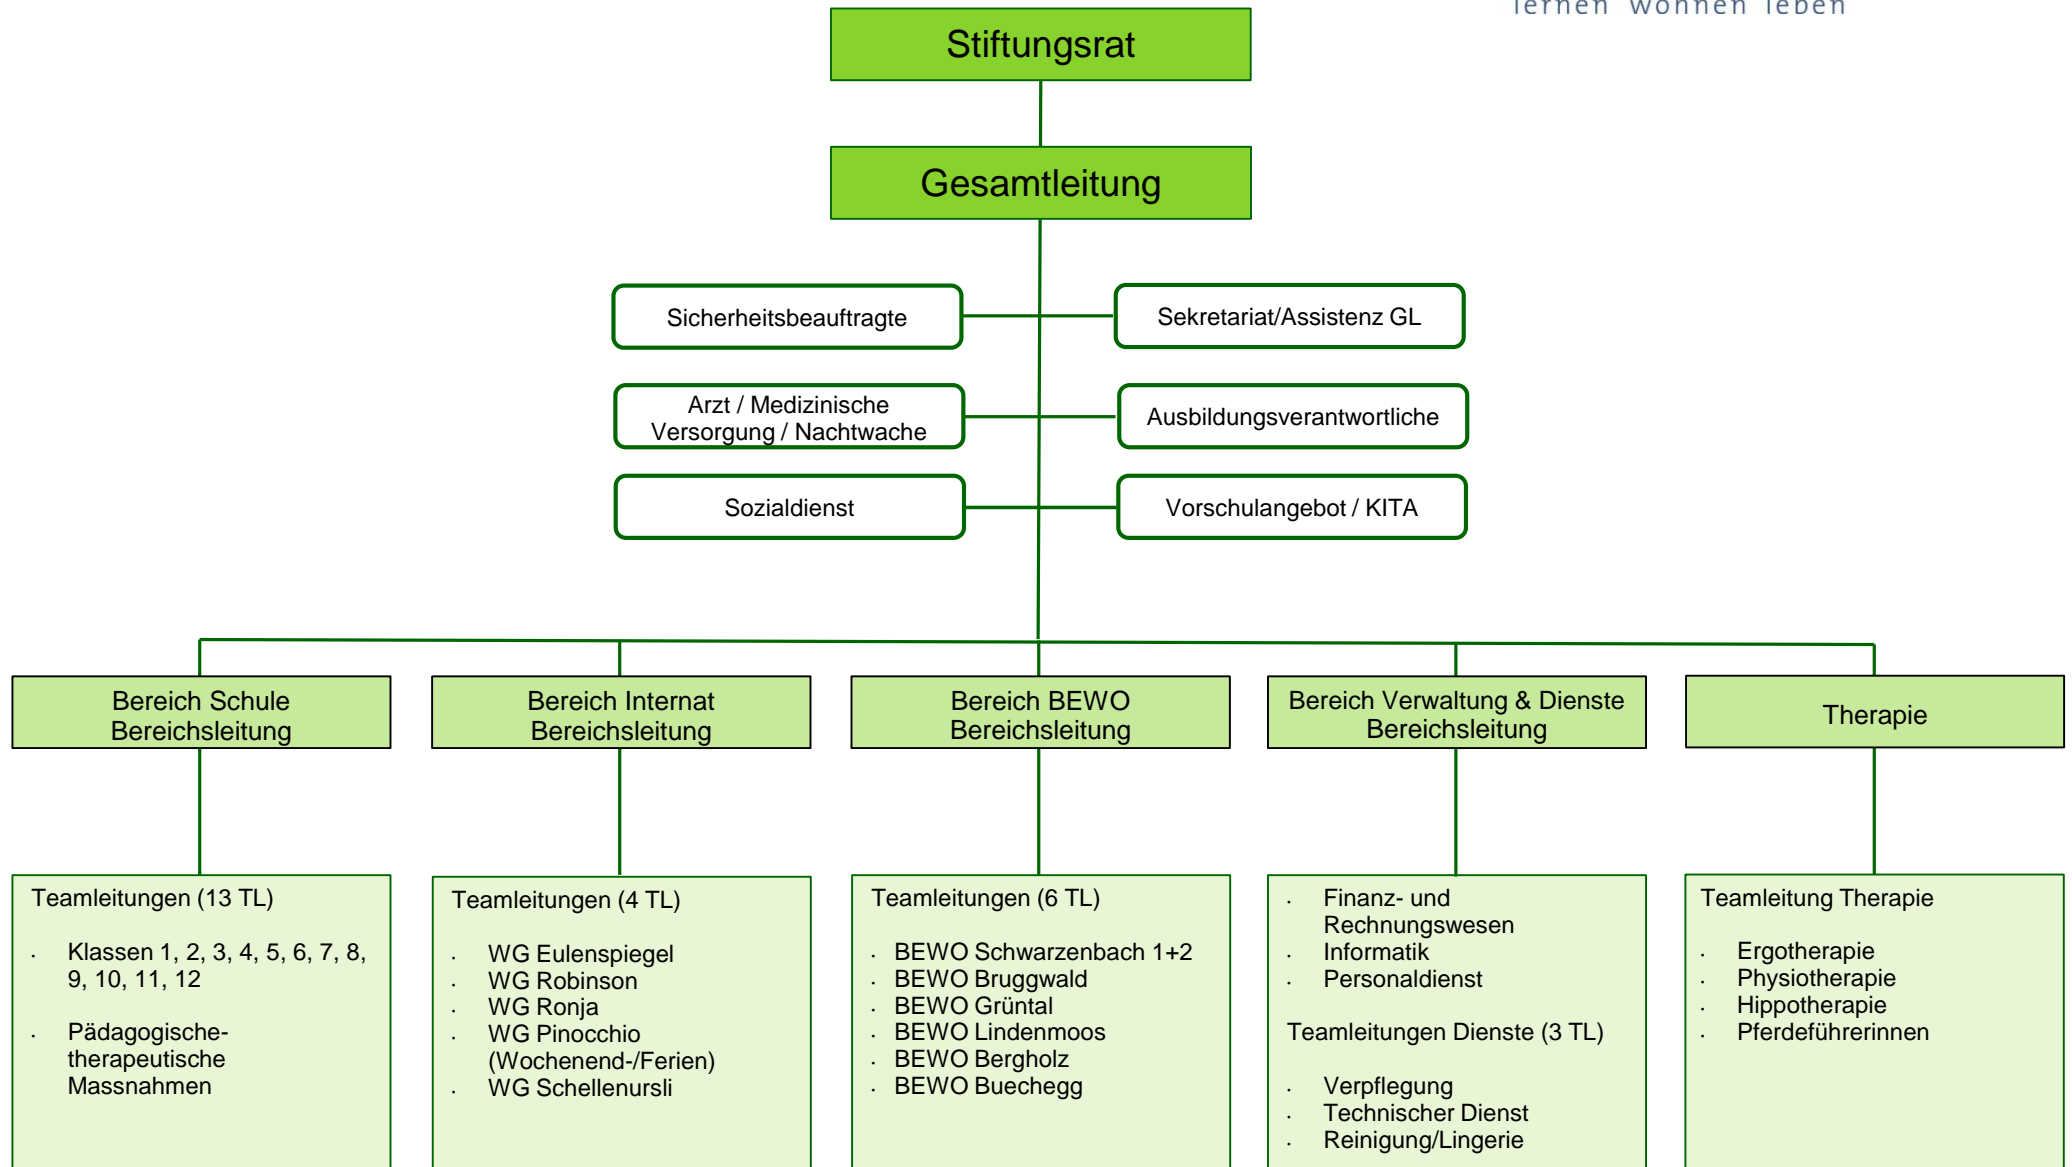 lernen wohnen leben
Stiftungsrat
Gesamtleitung
Sicherheitsbeauftragte
Sekretariat/Assistenz GL
Arzt / Medizinische
Versorgung / Nachtwache
Ausbildungsverantwortliche
Sozialdienst
Vorschulangebot / KITA
Bereich Schule
Bereichsleitung
Bereich Internat
Bereichsleitung
Bereich BEWO
Bereichsleitung
Bereich Verwaltung & Dienste
Bereichsleitung
Therapie
Teamleitungen (13 TL)
· Klassen 1, 2, 3, 4, 5, 6, 7, 8,
9, 10, 11, 12
· Pädagogische-
therapeutische
Massnahmen
Teamleitungen (4 TL)
· WG Eulenspiegel
· WG Robinson
· WG Ronja
· WG Pinocchio
(Wochenend-/Ferien)
· WG Schellenursli
Teamleitungen (6 TL)
· BEWO Schwarzenbach 1+2
· BEWO Bruggwald
· BEWO Grüntal
· BEWO Lindenmoos
· BEWO Bergholz
· BEWO Buechegg
· Finanz- und
Rechnungswesen
· Informatik
· Personaldienst
Teamleitungen Dienste (3 TL)
· Verpflegung
· Technischer Dienst
· Reinigung/Lingerie
Teamleitung Therapie
· Ergotherapie
· Physiotherapie
· Hippotherapie
· Pferdeführerinnen